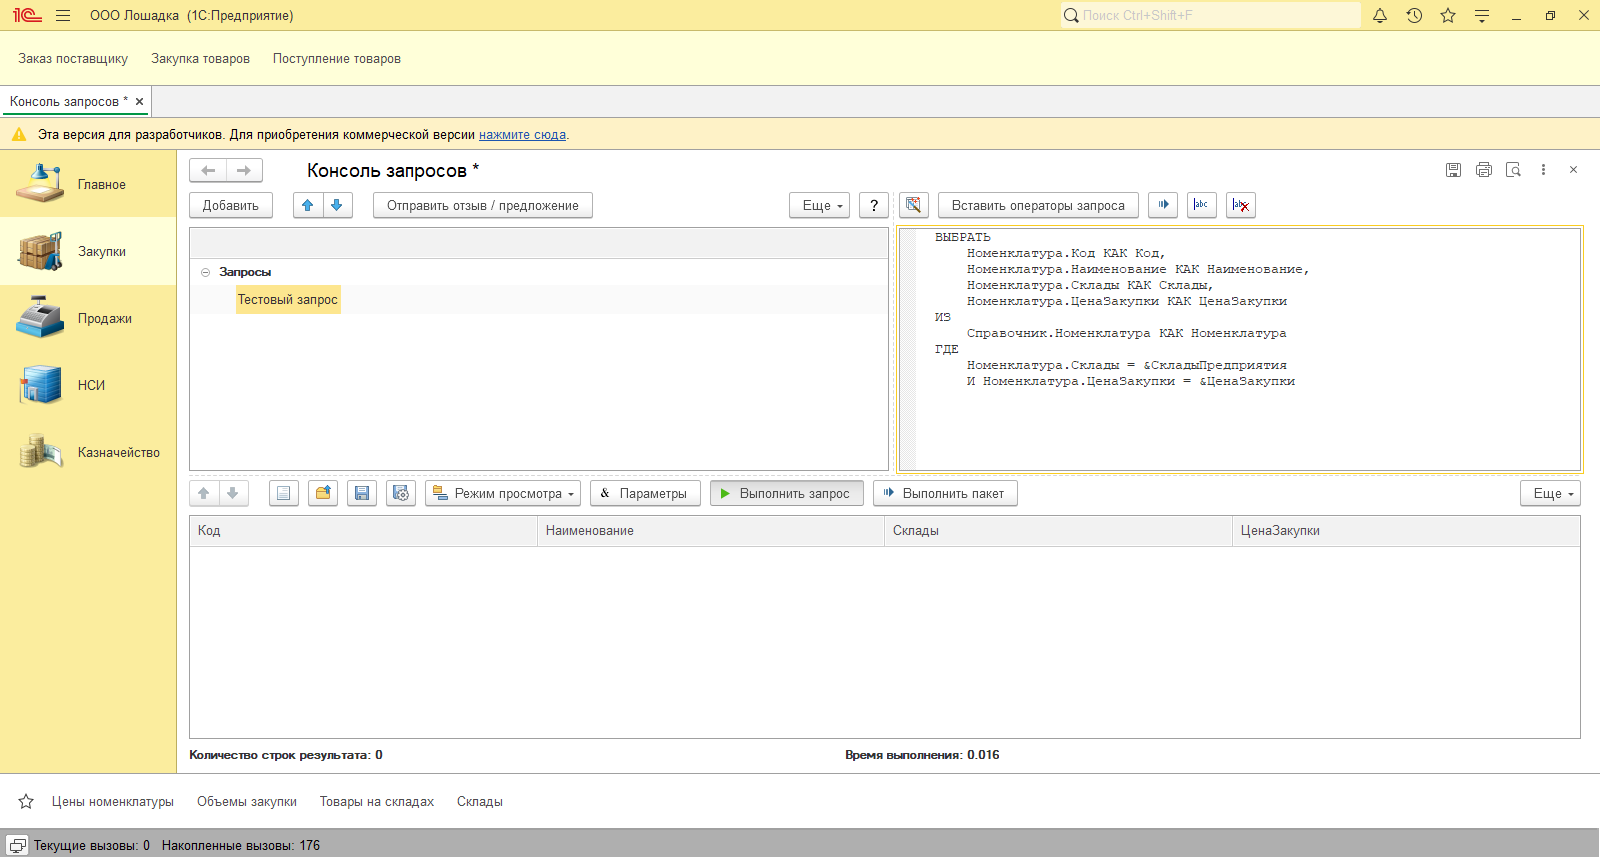 1С ООО Лошадка (1С:Предприятие) Поиск Ctrl+Shift+F
Заказ поставщику Закупка товаров Поступление товаров
Консоль запросов * ×
Эта версия для разработчиков. Для приобретения коммерческой версии нажмите сюда.
Главное
Закупки
Продажи
НСИ
Казначейство
Консоль запросов *
Добавить Отправить отзыв / предложение Еще ?
Вставить операторы запроса abc abc
Запросы
Тестовый запрос
ВЫБРАТЬ
Номенклатура.Код КАК Код,
Номенклатура.Наименование КАК Наименование,
Номенклатура.Склады КАК Склады,
Номенклатура.ЦенаЗакупки КАК ЦенаЗакупки
ИЗ
Справочник.Номенклатура КАК Номенклатура
ГДЕ
Номенклатура.Склады = &СкладыПредприятия
И Номенклатура.ЦенаЗакупки = &ЦенаЗакупки
Режим просмотра & Параметры Выполнить запрос Выполнить пакет Еще
Код Наименование Склады ЦенаЗакупки
Количество строк результата: 0 Время выполнения: 0.016
Цены номенклатуры Объемы закупки Товары на складах Склады
Текущие вызовы: 0 Накопленные вызовы: 176